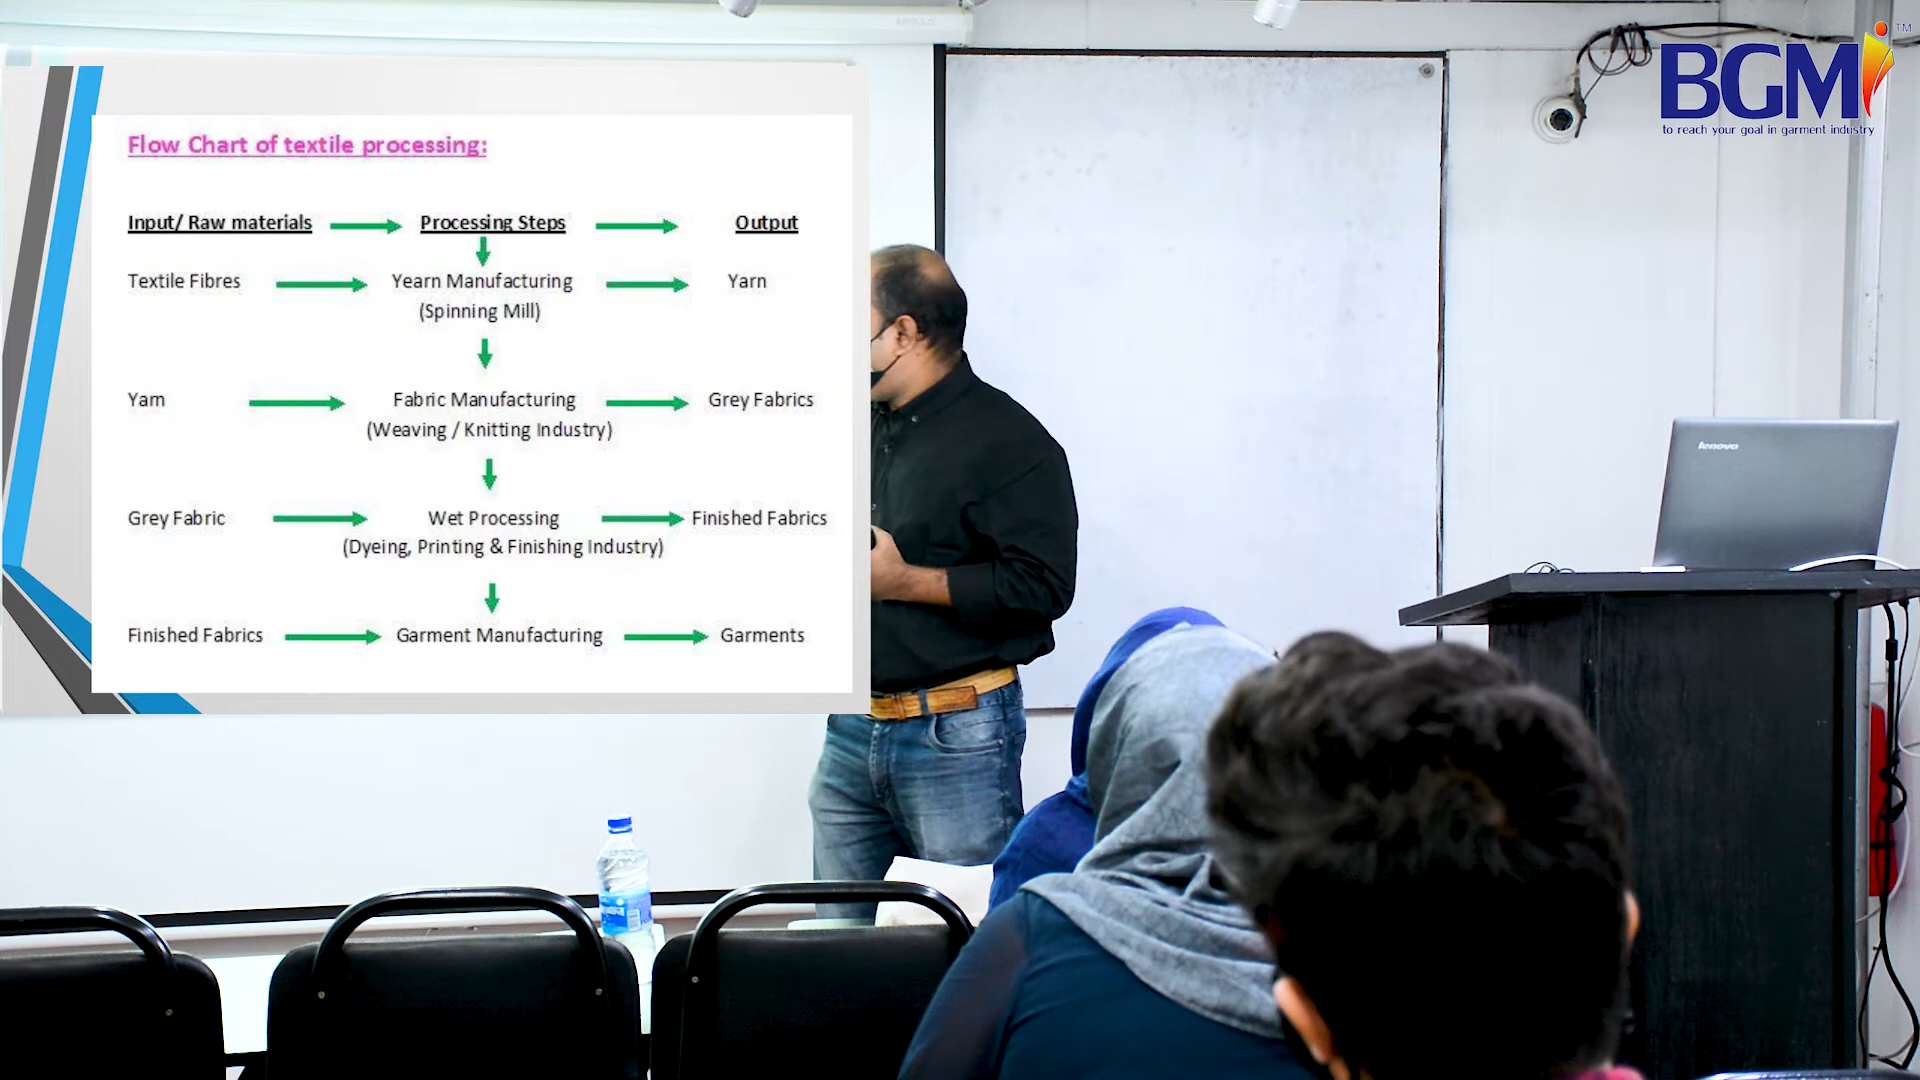 Flow Chart of textile processing:
Input/ Raw materials Processing Steps Output
Textile Fibres Yearn Manufacturing Yarn
(Spinning Mill)
Yarn Fabric Manufacturing Grey Fabrics
(Weaving / Knitting Industry)
Grey Fabric Wet Processing Finished Fabrics
(Dyeing, Printing & Finishing Industry)
Finished Fabrics Garment Manufacturing Garments
BGMi TM
to reach your goal in garment industry
lenovo